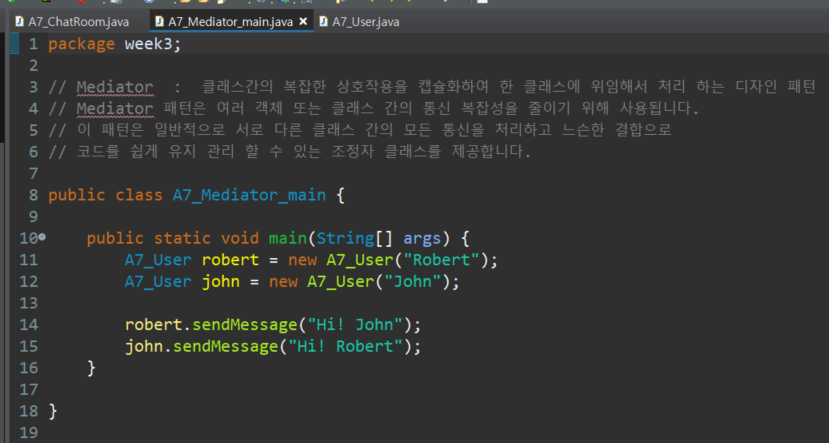 A7_ChatRoom.java A7_Mediator_main.java × A7_User.java
1 package week3;
2
3 // Mediator : 클래스간의 복잡한 상호작용을 캡슐화하여 한 클래스에 위임해서 처리 하는 디자인 패턴
4 // Mediator 패턴은 여러 객체 또는 클래스 간의 통신 복잡성을 줄이기 위해 사용됩니다.
5 // 이 패턴은 일반적으로 서로 다른 클래스 간의 모든 통신을 처리하고 느슨한 결합으로
6 // 코드를 쉽게 유지 관리 할 수 있는 조정자 클래스를 제공합니다.
7
8 public class A7_Mediator_main {
9
10 public static void main(String[] args) {
11 A7_User robert = new A7_User("Robert");
12 A7_User john = new A7_User("John");
13
14 robert.sendMessage("Hi! John");
15 john.sendMessage("Hi! Robert");
16 }
17
18 }
19